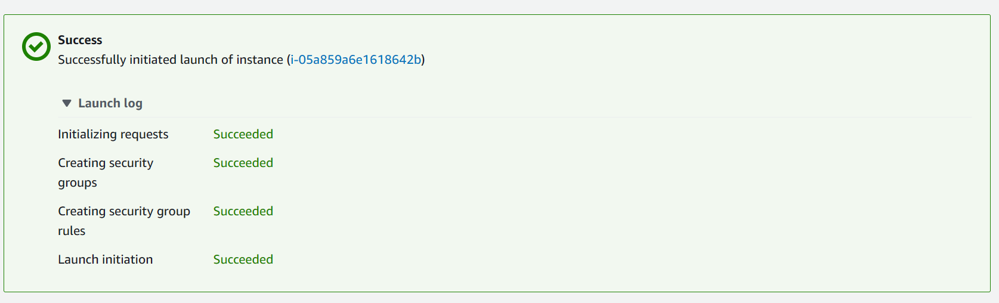 Success
Successfully initiated launch of instance (i-05a859a6e1618642b)
Launch log
Initializing requests Succeeded
Creating security Succeeded
groups
Creating security group Succeeded
rules
Launch initiation Succeeded